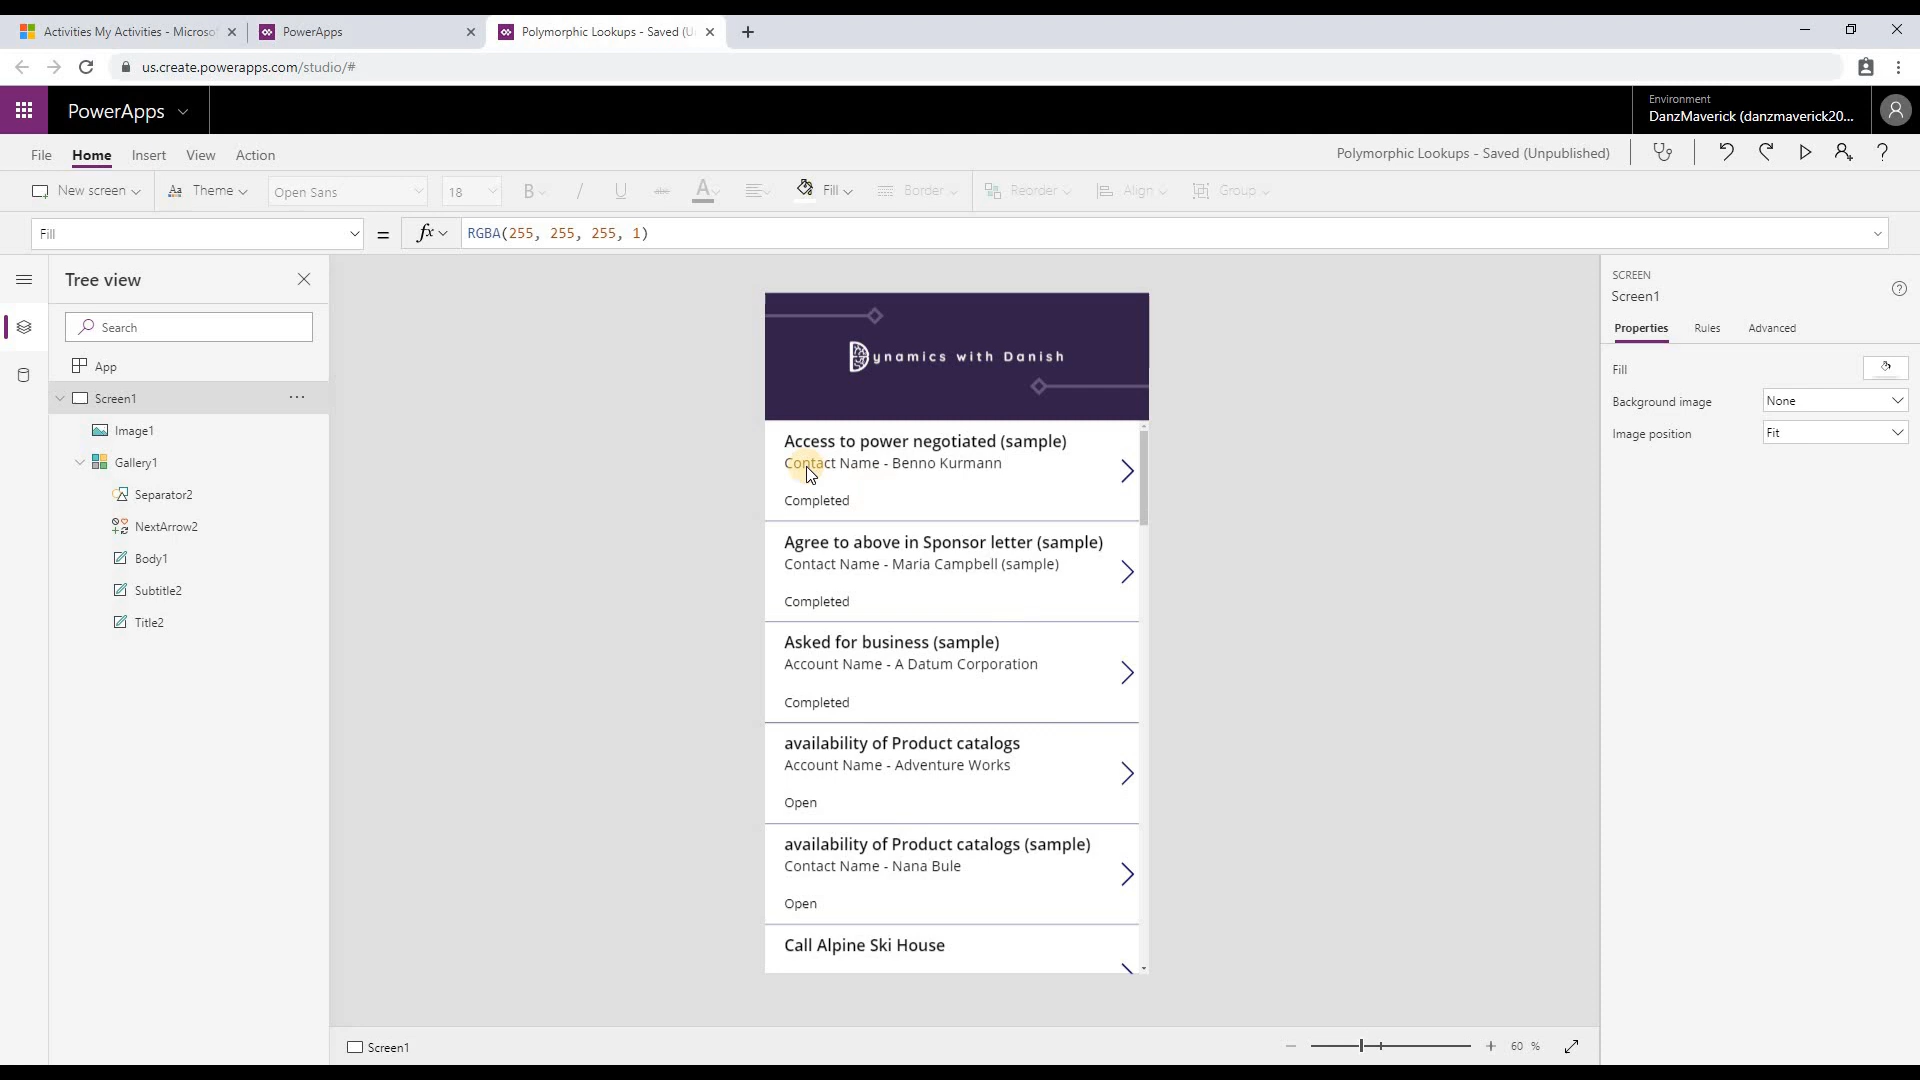 Activities My Activities - Microso
PowerApps
Polymorphic Lookups - Saved (U
us.create.powerapps.com/studio/#
PowerApps
Environment
DanzMaverick (danzmaverick20...
File Home Insert View Action
Polymorphic Lookups - Saved (Unpublished)
New screen
Theme
Open Sans
18
B
I
U
abc
A
Fill
Border
Reorder
Align
Group
Fill
=
fx
RGBA(255, 255, 255, 1)
Tree view
Search
App
Screen1
...
Image1
Gallery1
Separator2
NextArrow2
Body1
Subtitle2
Title2
Dynamics with Danish
Access to power negotiated (sample)
Contact Name - Benno Kurmann
Completed
Agree to above in Sponsor letter (sample)
Contact Name - Maria Campbell (sample)
Completed
Asked for business (sample)
Account Name - A Datum Corporation
Completed
availability of Product catalogs
Account Name - Adventure Works
Open
availability of Product catalogs (sample)
Contact Name - Nana Bule
Open
Call Alpine Ski House
SCREEN
Screen1
Properties Rules Advanced
Fill
Background image None
Image position Fit
Screen1
60 %